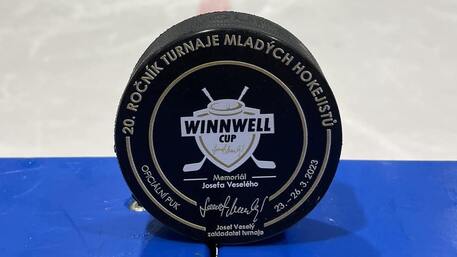 20. ROČNÍK TURNAJE MLADÝCH HOKEJISTŮ
WINNWELL
CUP
Memoriál
Josefa Veselého
OFICIÁLNÍ PUK
23.-26.3.2023
Josef Veselý
zakladatel turnaje